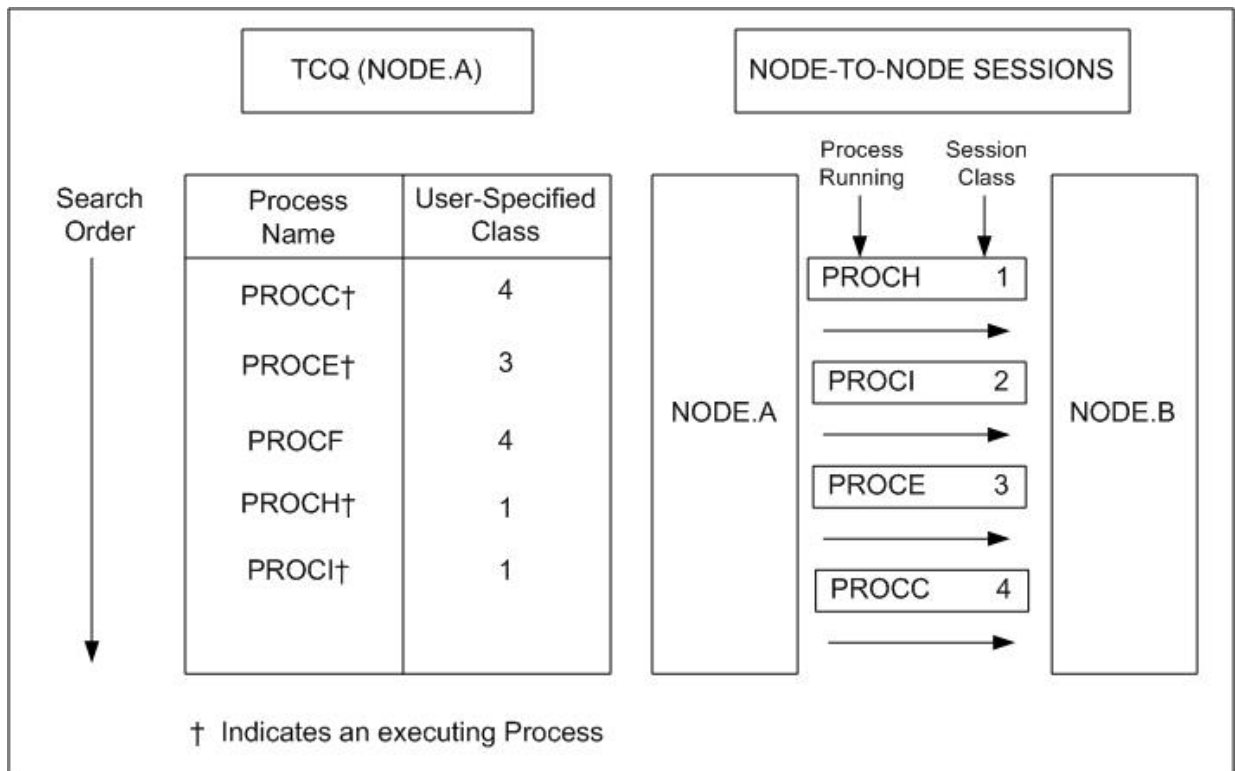 TCQ (NODE.A)
NODE-TO-NODE SESSIONS
Search
Order
Process
Name
User-Specified
Class
PROCC† 4
PROCE† 3
PROCF 4
PROCH† 1
PROCI† 1
Process
Running
Session
Class
NODE.A
PROCH 1
PROCI 2
PROCE 3
PROCC 4
NODE.B
† Indicates an executing Process